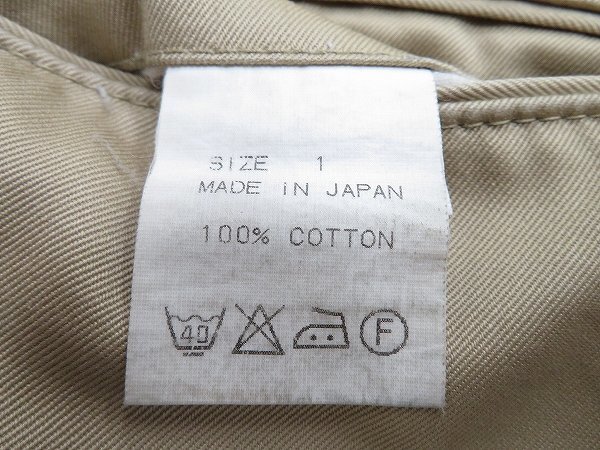 SIZE 1
MADE IN JAPAN
100% COTTON
40 F